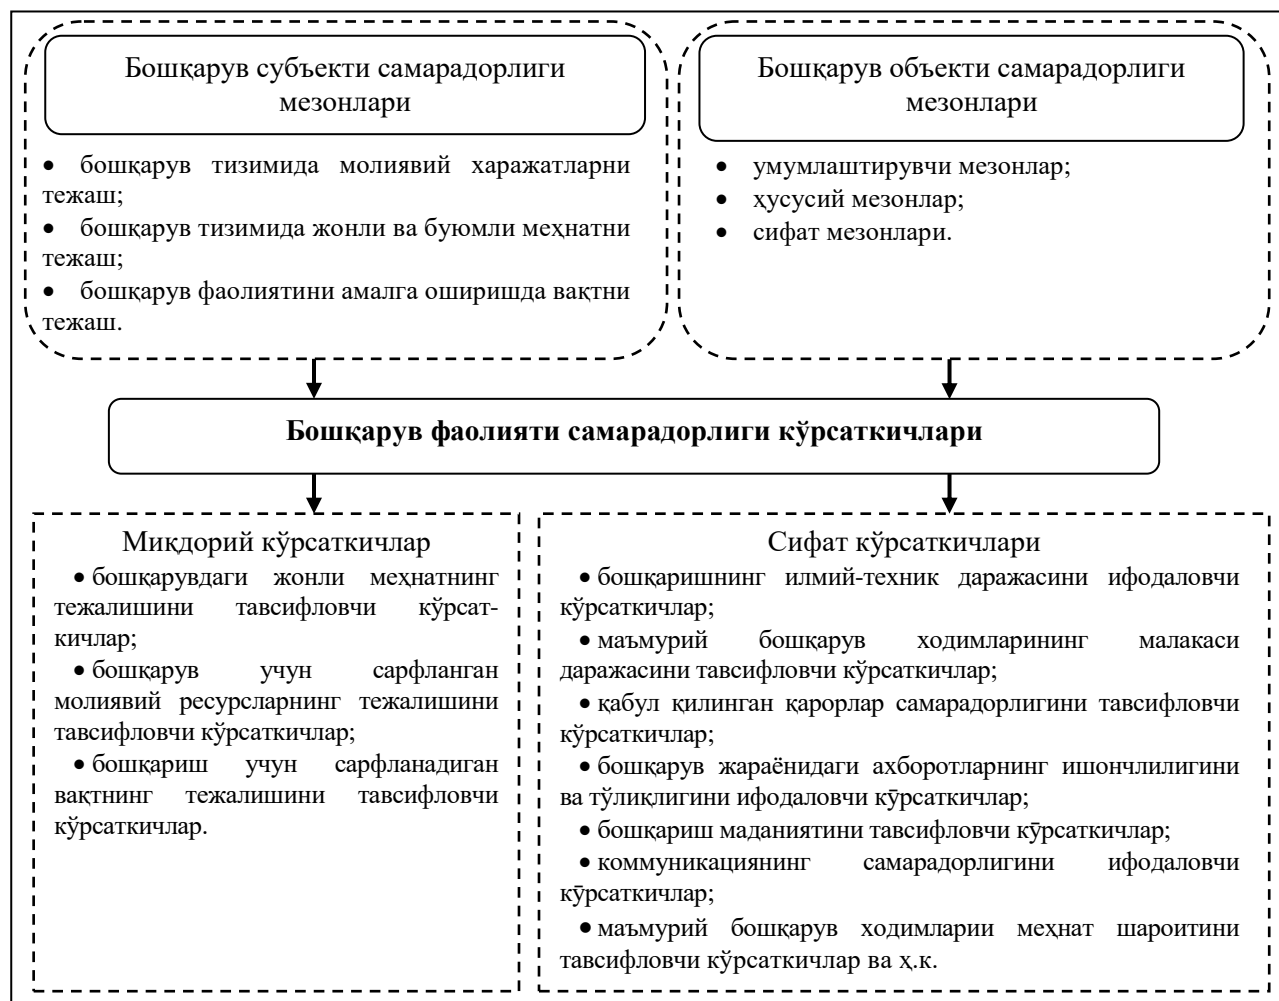 Бошқарув субъекти самарадорлиги
мезонлари
• бошқарув тизимида молиявий харажатларни
тежаш;
• бошқарув тизимида жонли ва буюмли меҳнатни
тежаш;
• бошқарув фаолиятини амалга оширишда вақтни
тежаш.
Бошқарув объекти самарадорлиги
мезонлари
• умумлаштирувчи мезонлар;
• ҳусусий мезонлар;
• сифат мезонлари.
Бошқарув фаолияти самарадорлиги кўрсаткичлари
Миқдорий кўрсаткичлар
• бошқарувдаги жонли меҳнатнинг
тежалишини тавсифловчи кўрсат-
кичлар;
• бошқарув учун сарфланган
молиявий ресурсларнинг тежалишини
тавсифловчи кўрсаткичлар;
• бошқариш учун сарфланадиган
вақтнинг тежалишини тавсифловчи
кўрсаткичлар.
Сифат кўрсаткичлари
• бошқаришнинг илмий-техник даражасини ифодаловчи
кўрсаткичлар;
• маъмурий бошқарув ходимларининг малакаси
даражасини тавсифловчи кўрсаткичлар;
• қабул қилинган қарорлар самарадорлигини тавсифловчи
кўрсаткичлар;
• бошқарув жараёнидаги ахборотларнинг ишончлилигини
ва тўлиқлигини ифодаловчи кӯрсаткичлар;
• бошқариш маданиятини тавсифловчи кӯрсаткичлар;
• коммуникациянинг самарадорлигини ифодаловчи
кӯрсаткичлар;
• маъмурий бошқарув ходимларии меҳнат шароитини
тавсифловчи кўрсаткичлар ва ҳ.к.